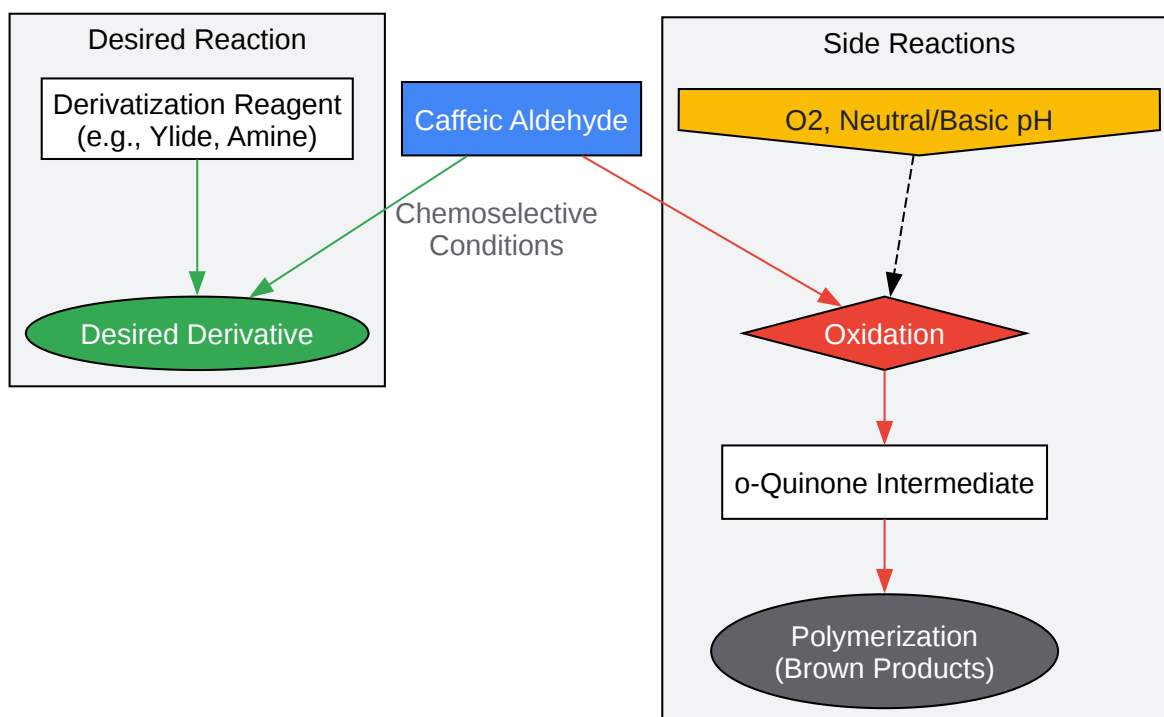 Desired Reaction
Derivatization Reagent
(e.g., Ylide, Amine)
Caffeic Aldehyde
Chemoselective
Conditions
Desired Derivative
Side Reactions
O2, Neutral/Basic pH
Oxidation
o-Quinone Intermediate
Polymerization
(Brown Products)